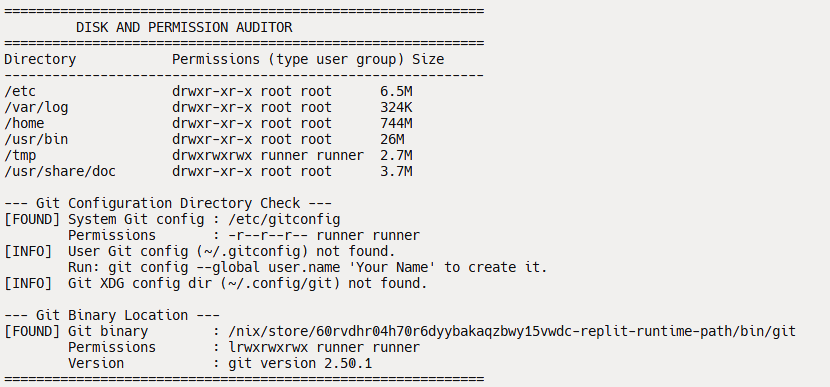 ============================================================
         DISK AND PERMISSION AUDITOR
============================================================
Directory            Permissions (type user group) Size
------------------------------------------------------------
/etc                 drwxr-xr-x root root      6.5M
/var/log             drwxr-xr-x root root      324K
/home                drwxr-xr-x root root      744M
/usr/bin             drwxr-xr-x root root      26M
/tmp                 drwxrwxrwx runner runner  2.7M
/usr/share/doc       drwxr-xr-x root root      3.7M

--- Git Configuration Directory Check ---
[FOUND] System Git config : /etc/gitconfig
        Permissions       : -r--r--r-- runner runner
[INFO]  User Git config (~/.gitconfig) not found.
        Run: git config --global user.name 'Your Name' to create it.
[INFO]  Git XDG config dir (~/.config/git) not found.

--- Git Binary Location ---
[FOUND] Git binary        : /nix/store/60rvdhr04h70r6dyybakaqzbwy15vwdc-replit-runtime-path/bin/git
        Permissions       : lrwxrwxrwx runner runner
        Version           : git version 2.50.1
============================================================